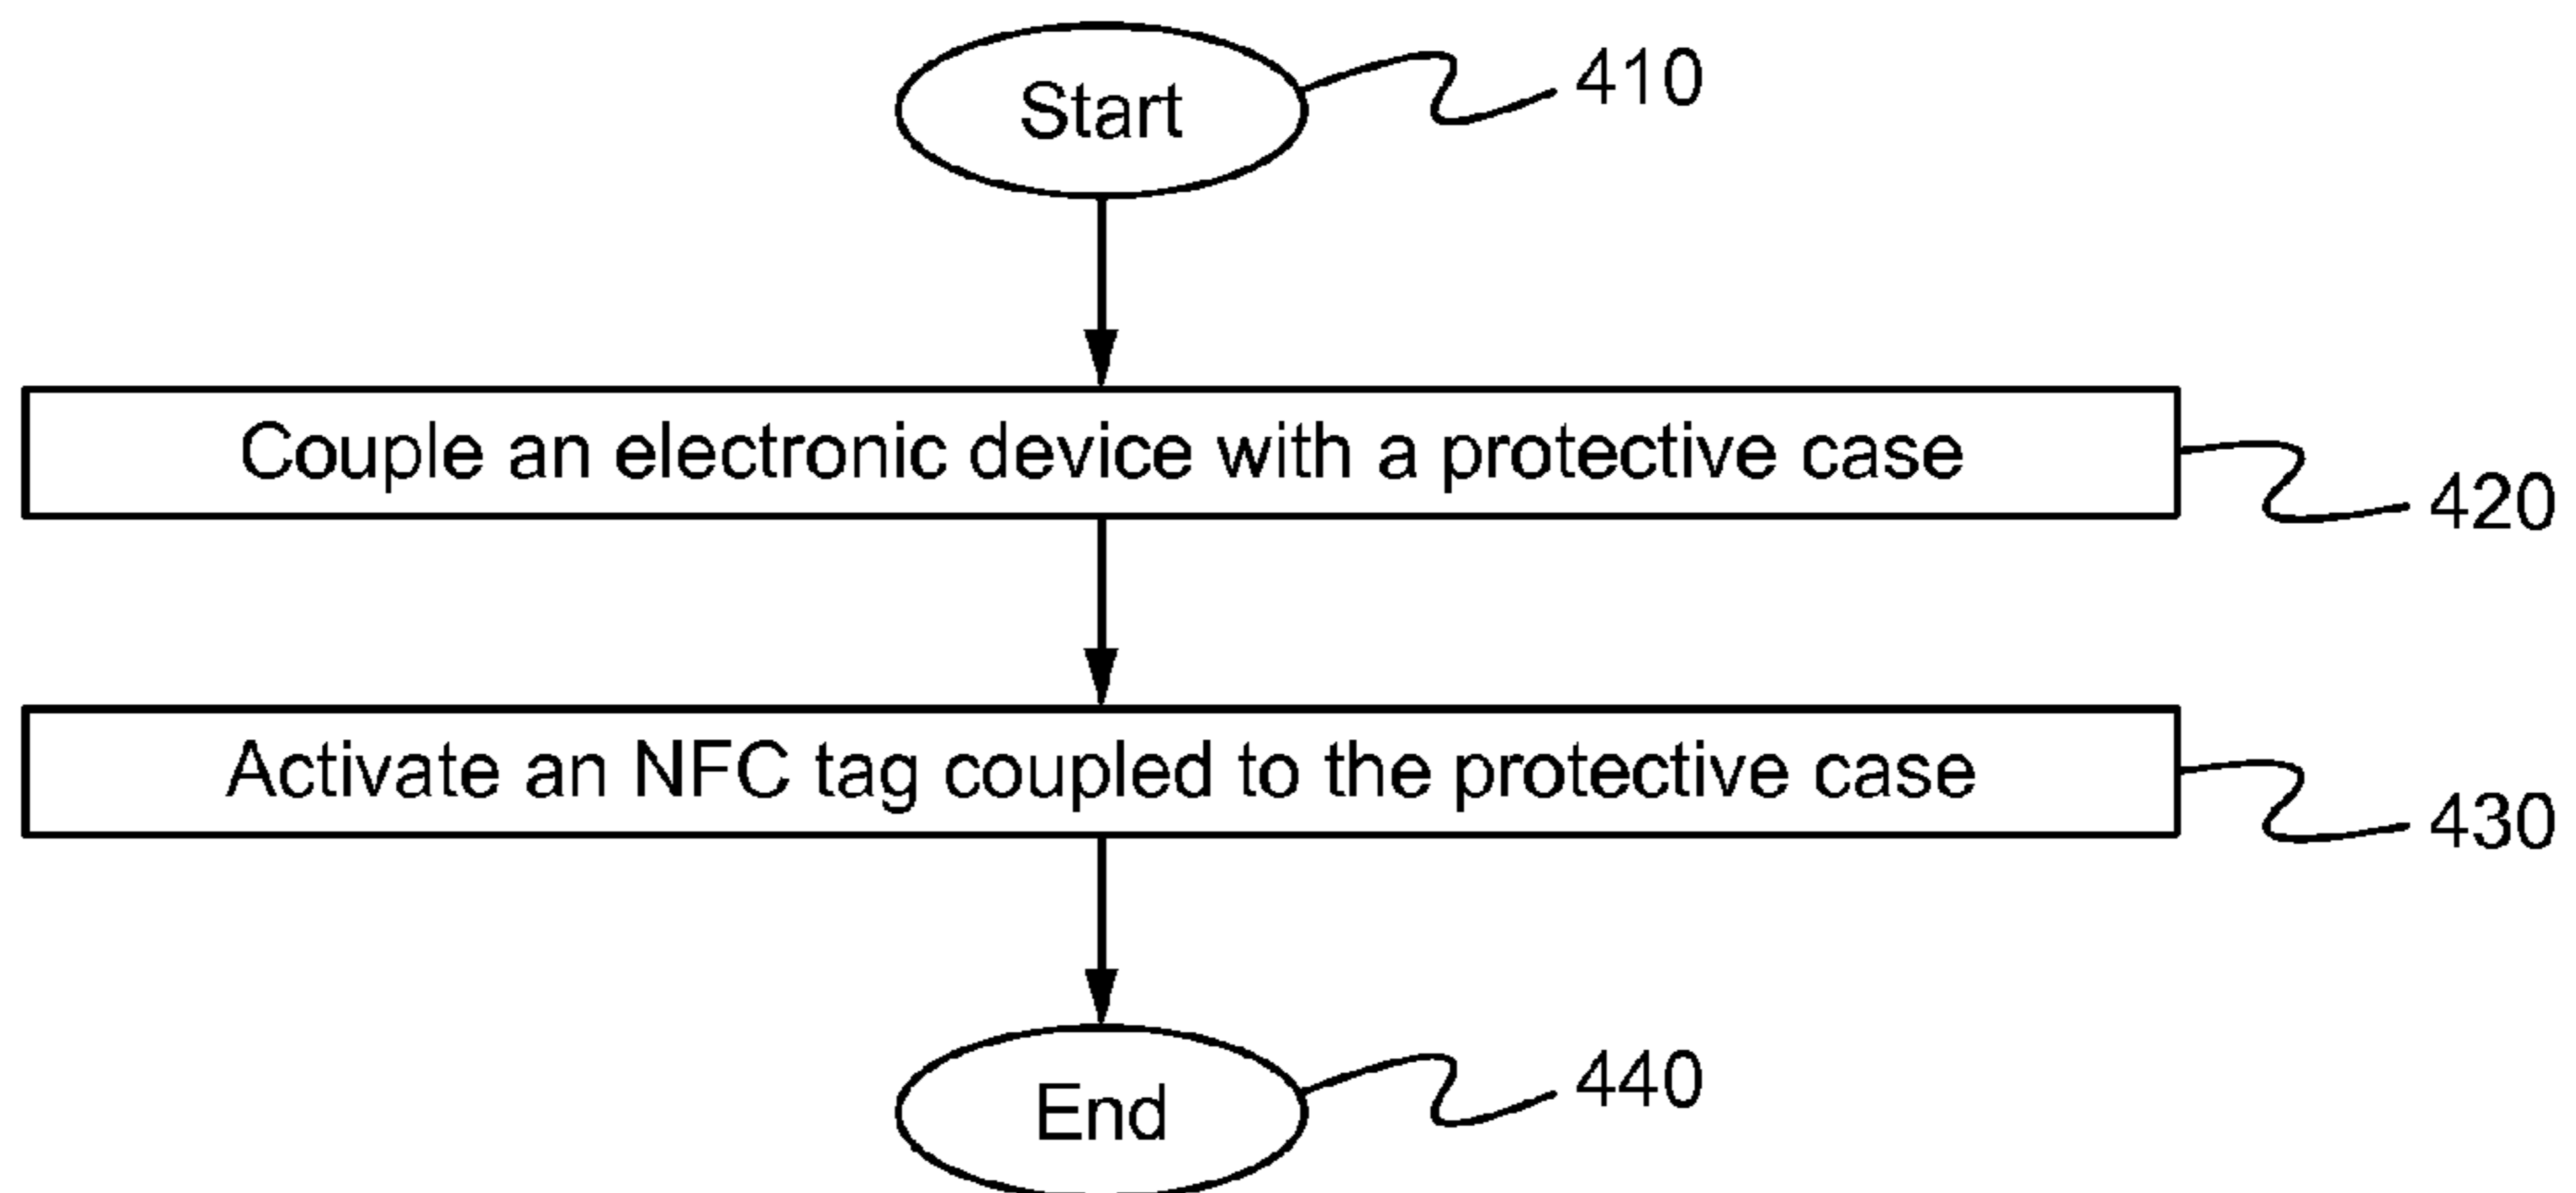 Start
410
Couple an electronic device with a protective case
420
Activate an NFC tag coupled to the protective case
430
End
440